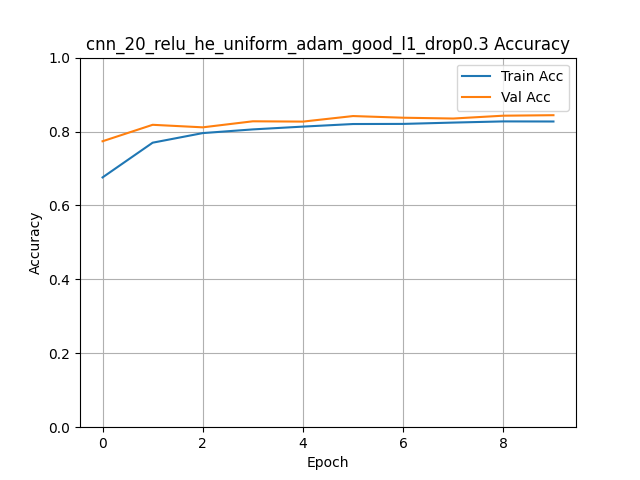 cnn_20_relu_he_uniform_adam_good_l1_drop0.3 Accuracy
Train Acc
Val Acc
1.0
0.8
0.6
0.4
0.2
0.0
Accuracy
0 2 4 6 8
Epoch